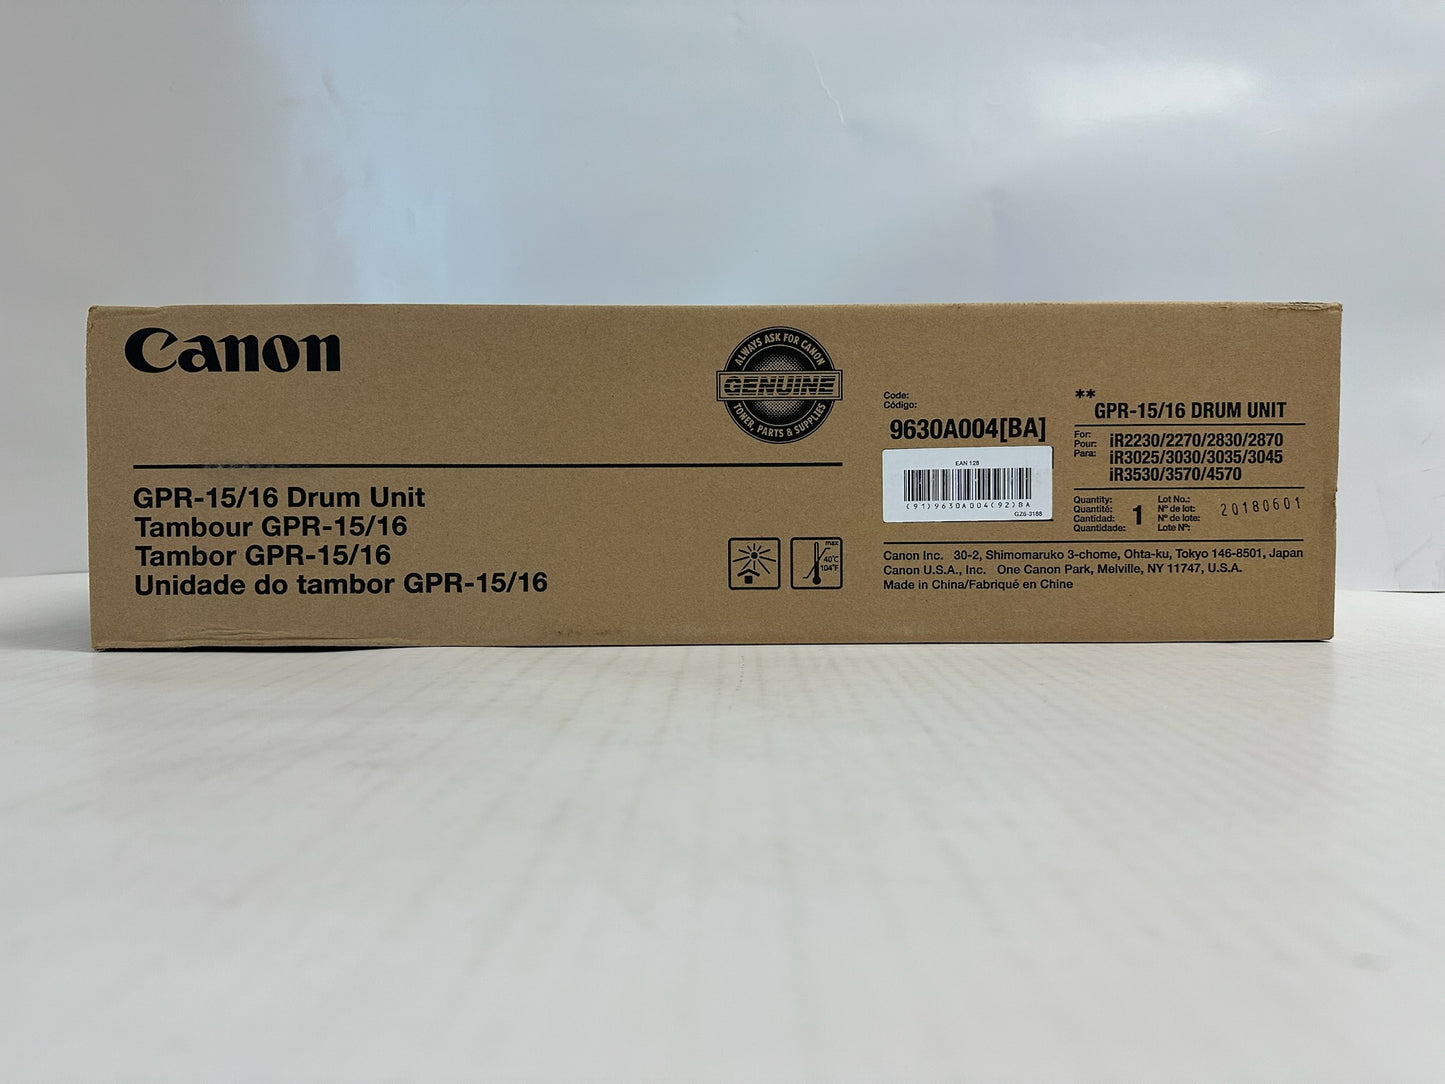 Canon
ALWAYS ASK FOR CANON
GENUINE
TONER, PARTS & SUPPLIES
GPR-15/16 Drum Unit
Tambour GPR-15/16
Tambor GPR-15/16
Unidade do tambor GPR-15/16
max
40°C
104°F
Code:
Código:
9630A004[BA]
EAN 128
(91)9630A004(92)BA
GZ6-3188
**
GPR-15/16 DRUM UNIT
For:
Pour:
Para:
iR2230/2270/2830/2870
iR3025/3030/3035/3045
iR3530/3570/4570
Quantity:
Quantité:
Cantidad:
Quantidade:
1
Lot No.:
Nº de lot:
Nº de lote:
Lote Nº:
20180601
Canon Inc. 30-2, Shimomaruko 3-chome, Ohta-ku, Tokyo 146-8501, Japan
Canon U.S.A., Inc. One Canon Park, Melville, NY 11747, U.S.A.
Made in China/Fabriqué en Chine